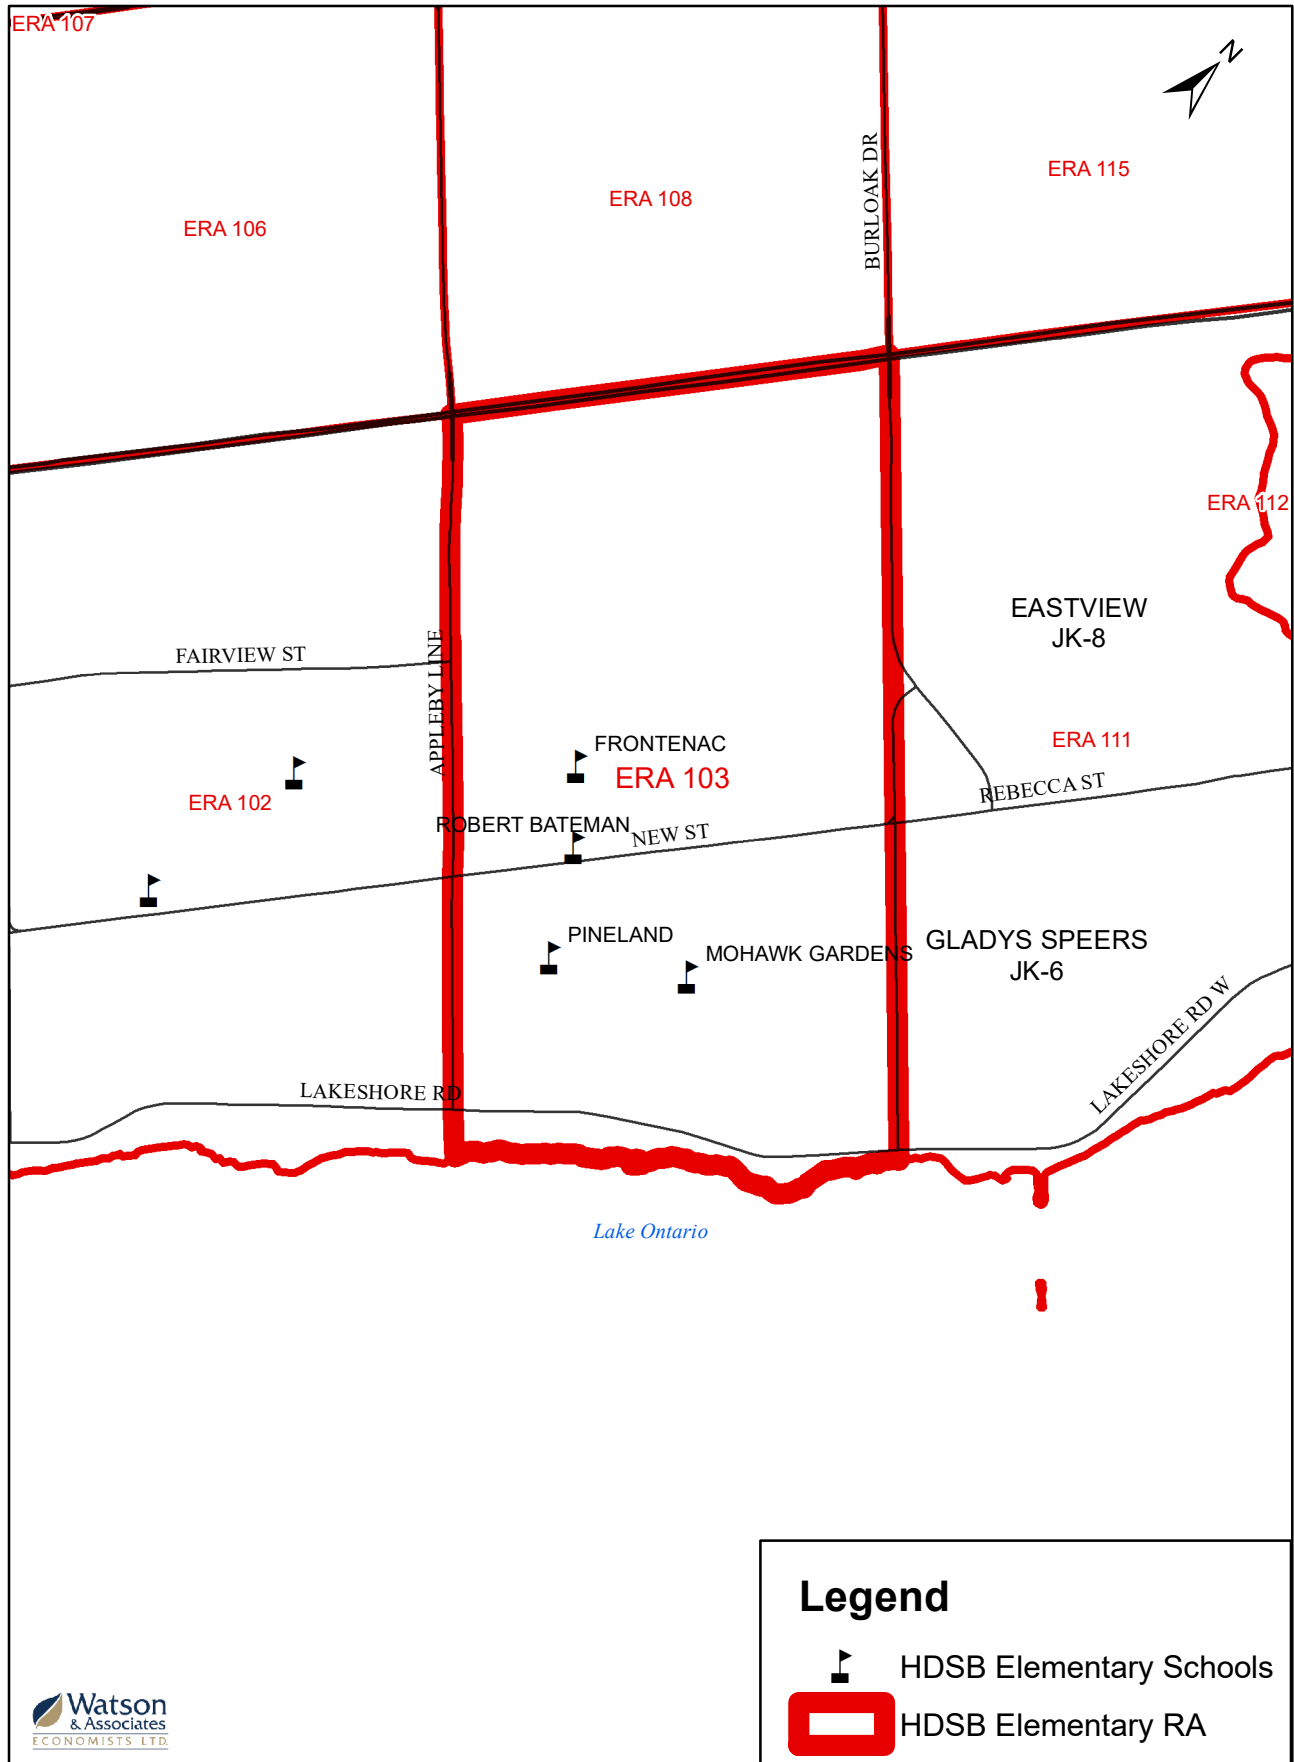 ERA 107
N
BURLOAK DR
ERA 115
ERA 108
ERA 106
ERA 112
EASTVIEW
JK-8
FAIRVIEW ST
APPLEBY LINE
FRONTENAC
ERA 103
ERA 111
REBECCA ST
ERA 102
ROBERT BATEMAN
NEW ST
PINELAND
MOHAWK GARDENS
GLADYS SPEERS
JK-6
LAKESHORE RD W
LAKESHORE RD
Lake Ontario
Legend
HDSB Elementary Schools
HDSB Elementary RA
Watson
& Associates
ECONOMISTS LTD.